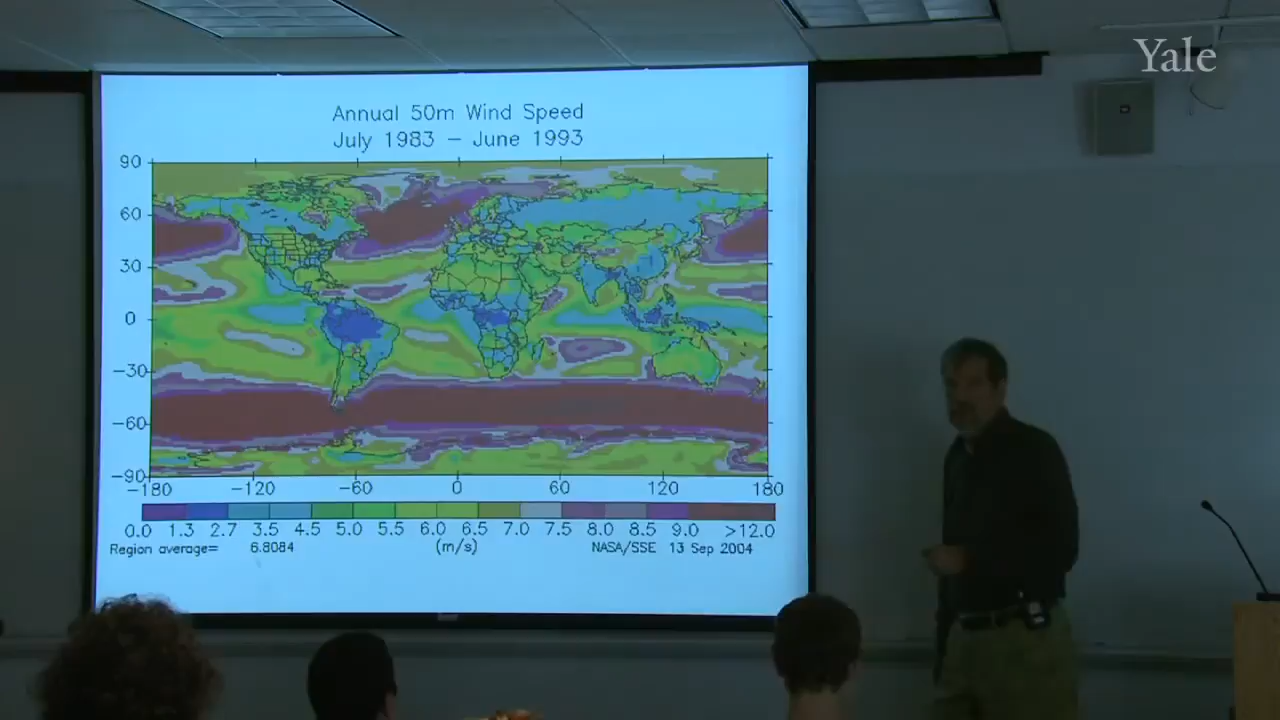 Yale
Annual 50m Wind Speed
July 1983 – June 1993
90
60
30
0
−30
−60
−90
−180 −120 −60 0 60 120 180
0.0 1.3 2.7 3.5 4.5 5.0 5.5 6.0 6.5 7.0 7.5 8.0 8.5 9.0 >12.0
Region average= 6.8084 (m/s) NASA/SSE 13 Sep 2004